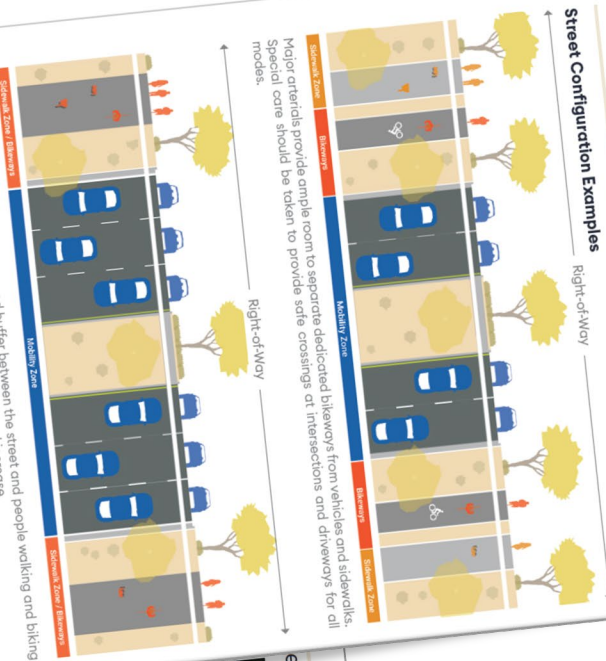 Street Configuration Examples
Right-of-Way
Sidewalk Zone
Bikeways
Mobility Zone
Bikeways
Sidewalk Zone
Major arterials provide ample room to separate dedicated bikeways from vehicles and sidewalks.
Special care should be taken to provide safe crossings at intersections and driveways for all
modes.
Right-of-Way
Sidewalk Zone / Bikeways
Mobility Zone
Sidewalk Zone / Bikeways
buffer between the street and people walking and biking